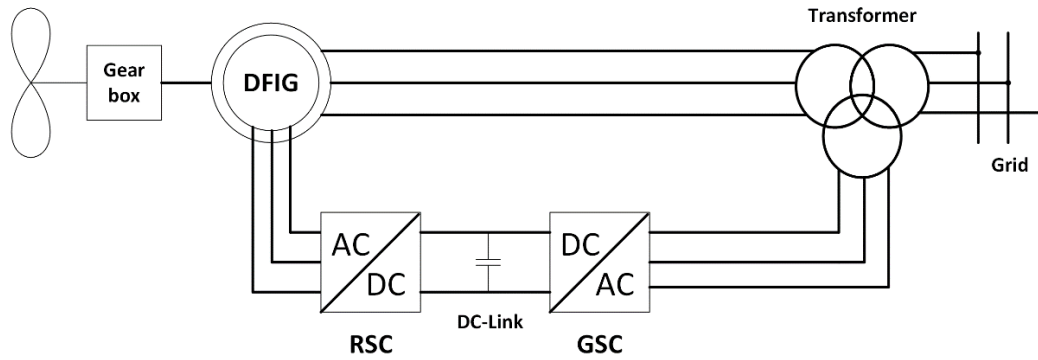 Transformer
Gear
box
DFIG
Grid
AC
DC
DC
AC
DC-Link
RSC
GSC